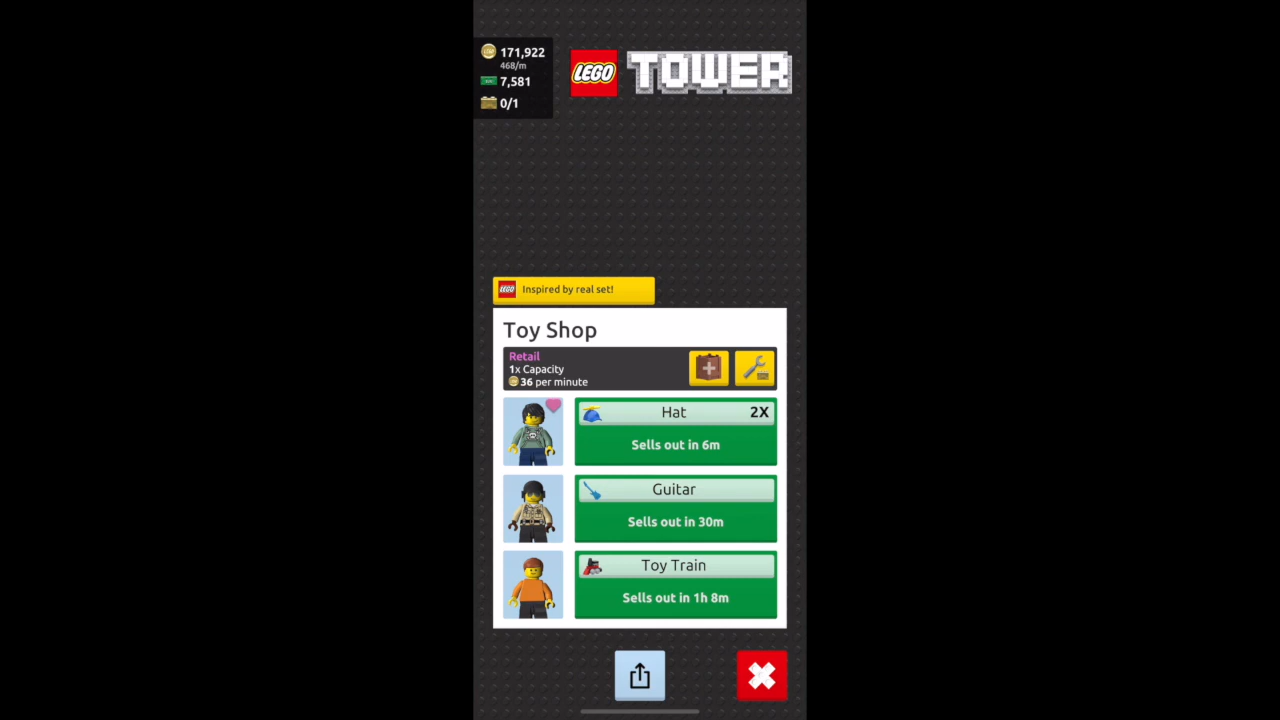 171,922
468/m
7,581
0/1
LEGO TOWER
LEGO Inspired by real set!
Toy Shop
Retail
1x Capacity
36 per minute
Hat 2X
Sells out in 6m
Guitar
Sells out in 30m
Toy Train
Sells out in 1h 8m